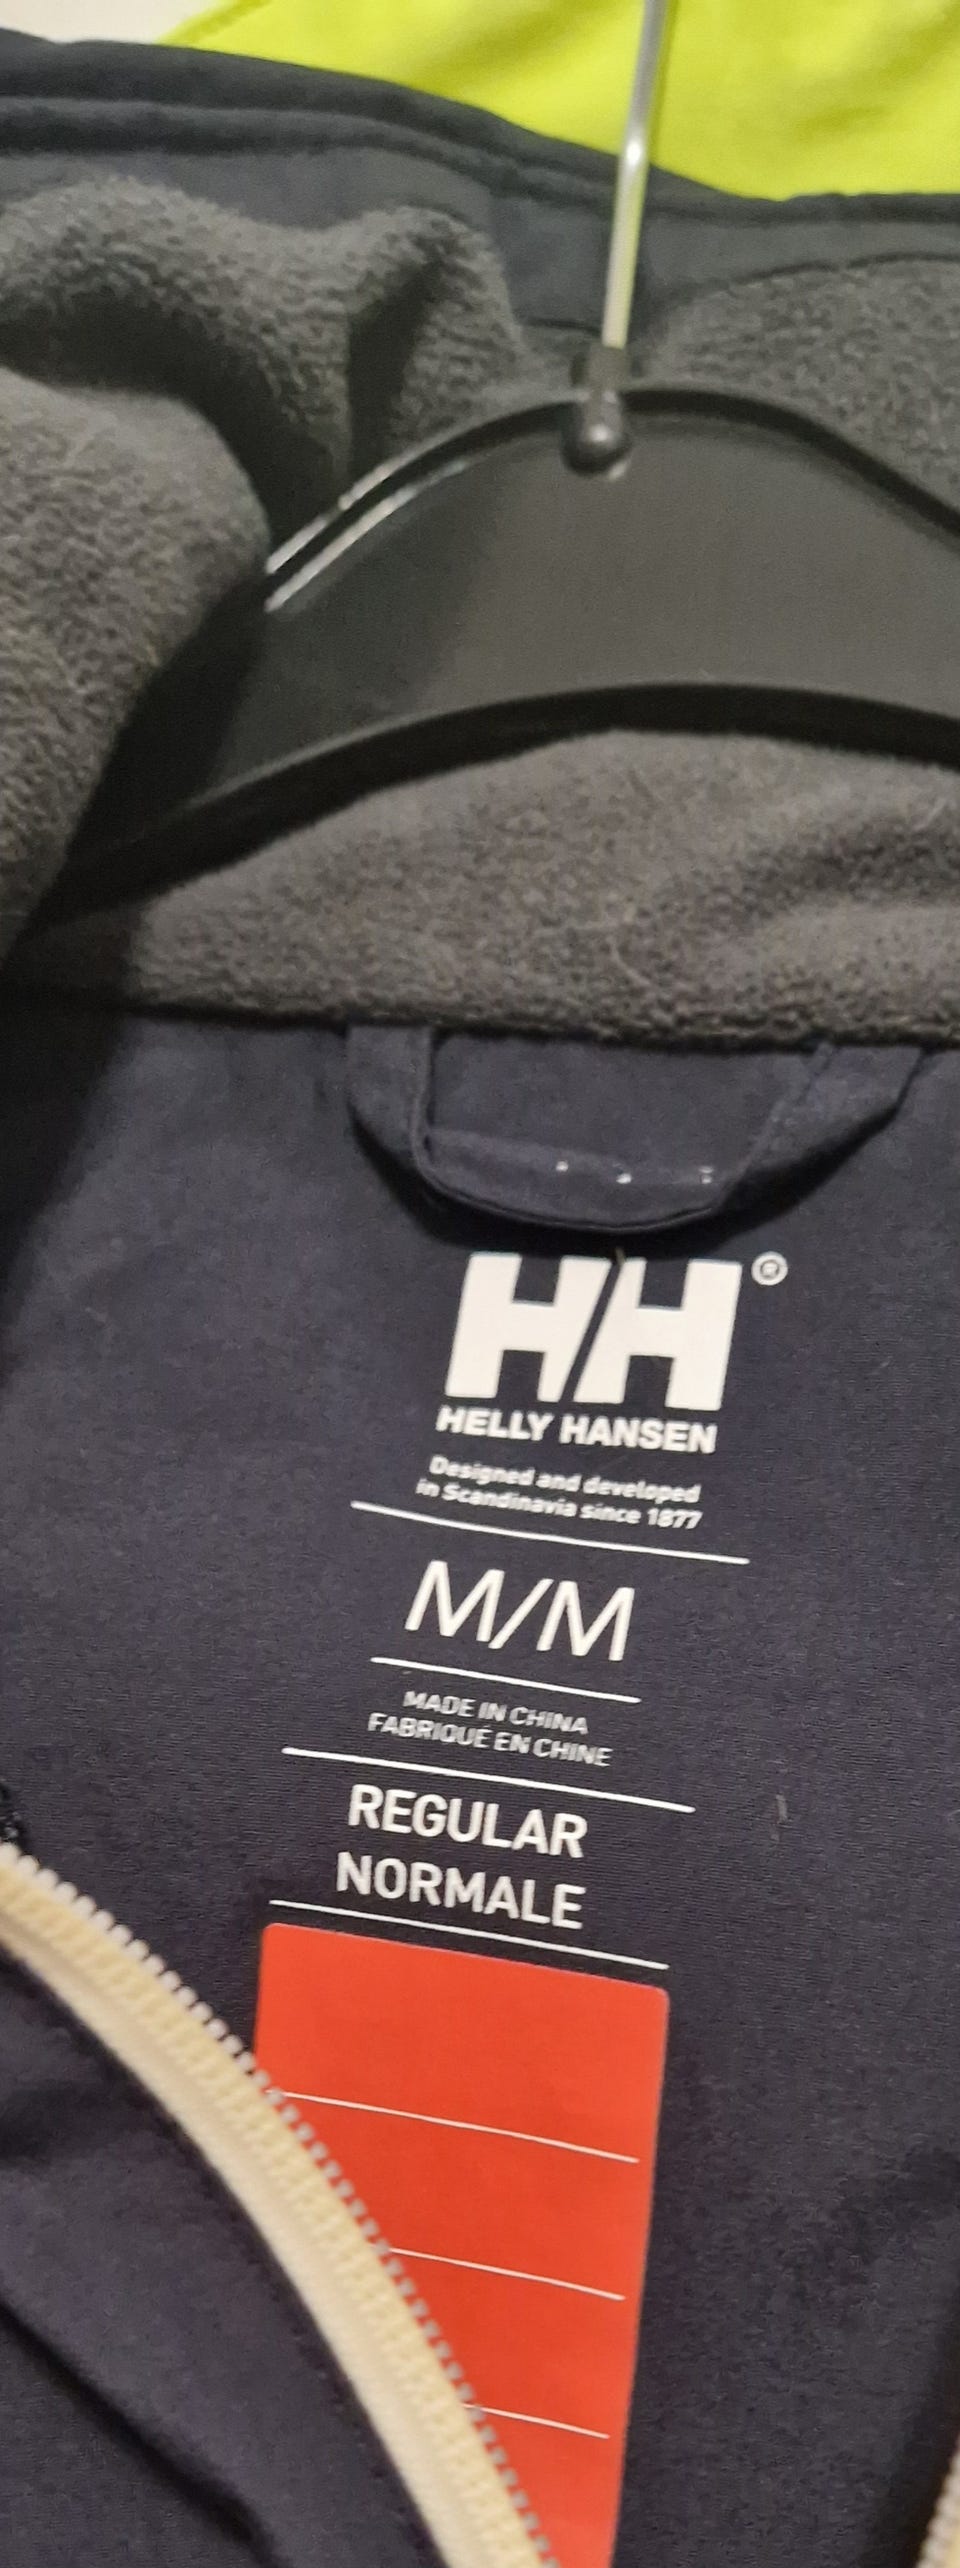 HH®
HELLY HANSEN
Designed and developed
in Scandinavia since 1877
M/M
MADE IN CHINA
FABRIQUÉ EN CHINE
REGULAR
NORMALE